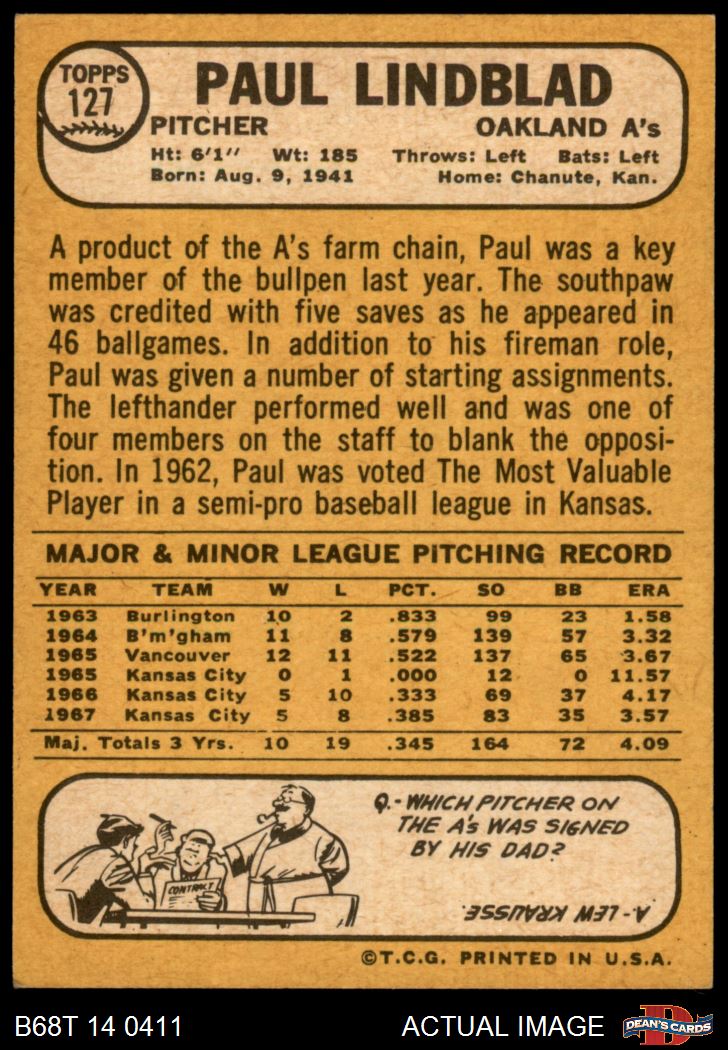 TOPPS
127
PAUL LINDBLAD
PITCHER OAKLAND A's
Ht: 6'1" Wt: 185 Throws: Left Bats: Left
Born: Aug. 9, 1941 Home: Chanute, Kan.
A product of the A's farm chain, Paul was a key
member of the bullpen last year. The southpaw
was credited with five saves as he appeared in
46 ballgames. In addition to his fireman role,
Paul was given a number of starting assignments.
The lefthander performed well and was one of
four members on the staff to blank the opposi-
tion. In 1962, Paul was voted The Most Valuable
Player in a semi-pro baseball league in Kansas.
MAJOR & MINOR LEAGUE PITCHING RECORD
YEAR TEAM W L PCT. SO BB ERA
1963 Burlington 10 2 .833 99 23 1.58
1964 B'm'gham 11 8 .579 139 57 3.32
1965 Vancouver 12 11 .522 137 65 3.67
1965 Kansas City 0 1 .000 12 0 11.57
1966 Kansas City 5 10 .333 69 37 4.17
1967 Kansas City 5 8 .385 83 35 3.57
Maj. Totals 3 Yrs. 10 19 .345 164 72 4.09
CONTRACT
Q.-WHICH PITCHER ON
THE A's WAS SIGNED
BY HIS DAD?
A-LEW KRAUSSE.
©T.C.G. PRINTED IN U.S.A.
B68T 14 0411 ACTUAL IMAGE
D
DEAN'S CARDS